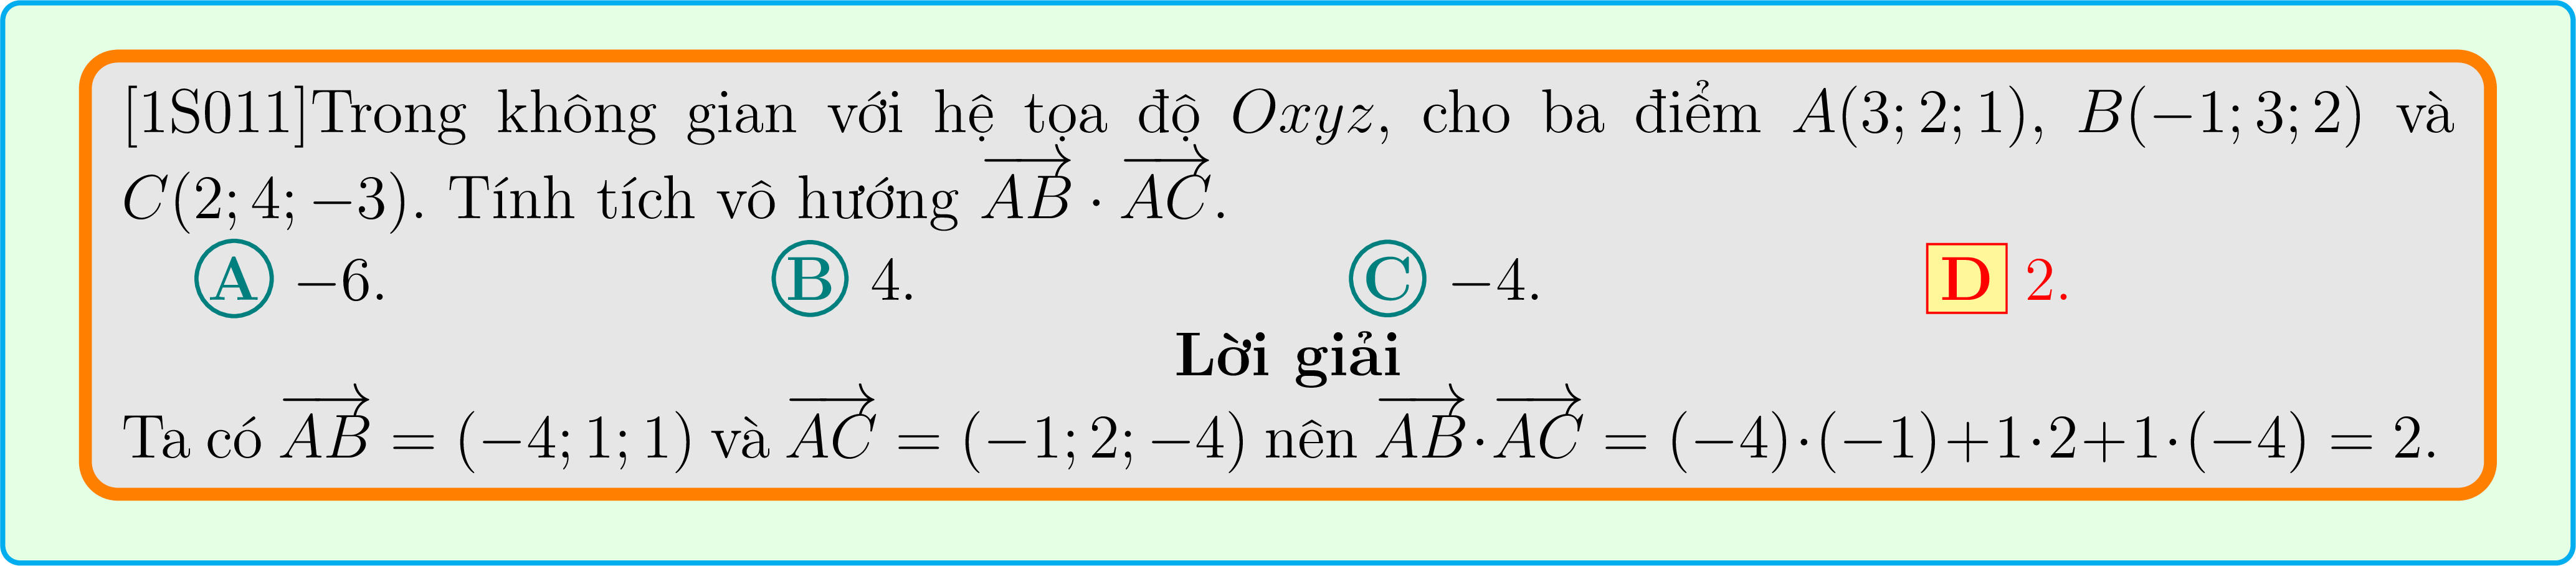 [1S011]Trong không gian với hệ tọa độ Oxyz, cho ba điểm A(3; 2; 1), B(−1; 3; 2) và
C(2; 4; −3). Tính tích vô hướng $\overrightarrow{AB} \cdot \overrightarrow{AC}$.
A −6. B 4. C −4. D 2.
Lời giải
Ta có $\overrightarrow{AB}$ = (−4; 1; 1) và $\overrightarrow{AC}$ = (−1; 2; −4) nên $\overrightarrow{AB} \cdot \overrightarrow{AC}$ = (−4)·(−1)+1·2+1·(−4) = 2.